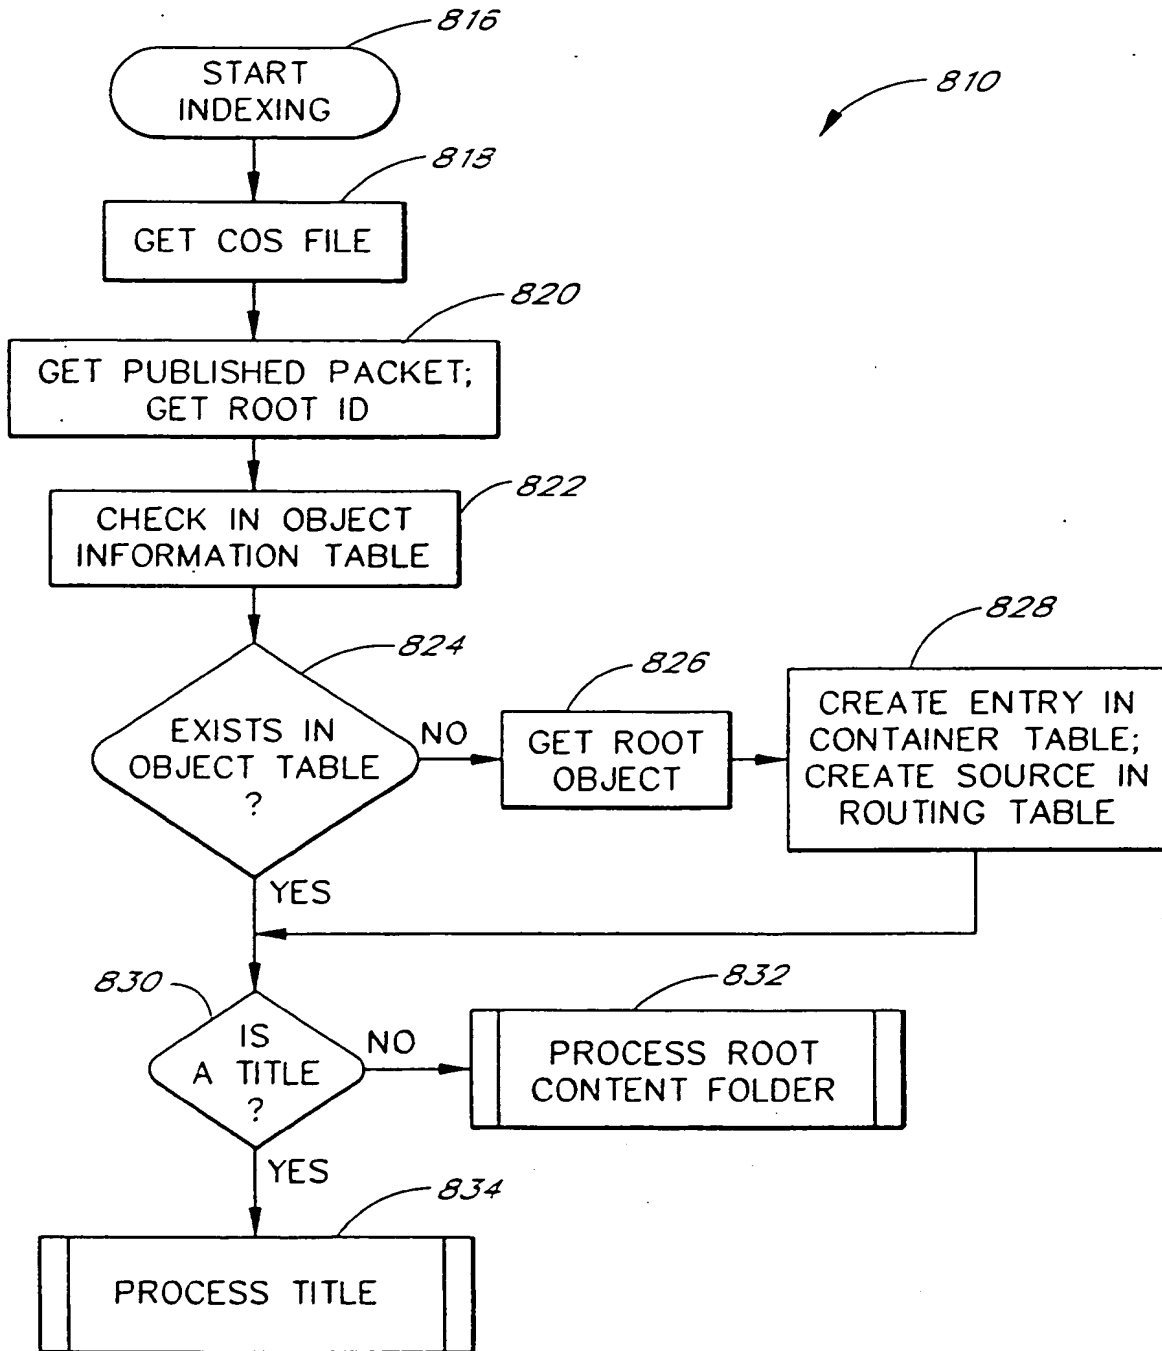 816
START
INDEXING
810
818
GET COS FILE
820
GET PUBLISHED PACKET;
GET ROOT ID
822
CHECK IN OBJECT
INFORMATION TABLE
824
EXISTS IN
OBJECT TABLE
?
NO
826
GET ROOT
OBJECT
828
CREATE ENTRY IN
CONTAINER TABLE;
CREATE SOURCE IN
ROUTING TABLE
YES
830
IS
A TITLE
?
NO
832
PROCESS ROOT
CONTENT FOLDER
YES
834
PROCESS TITLE